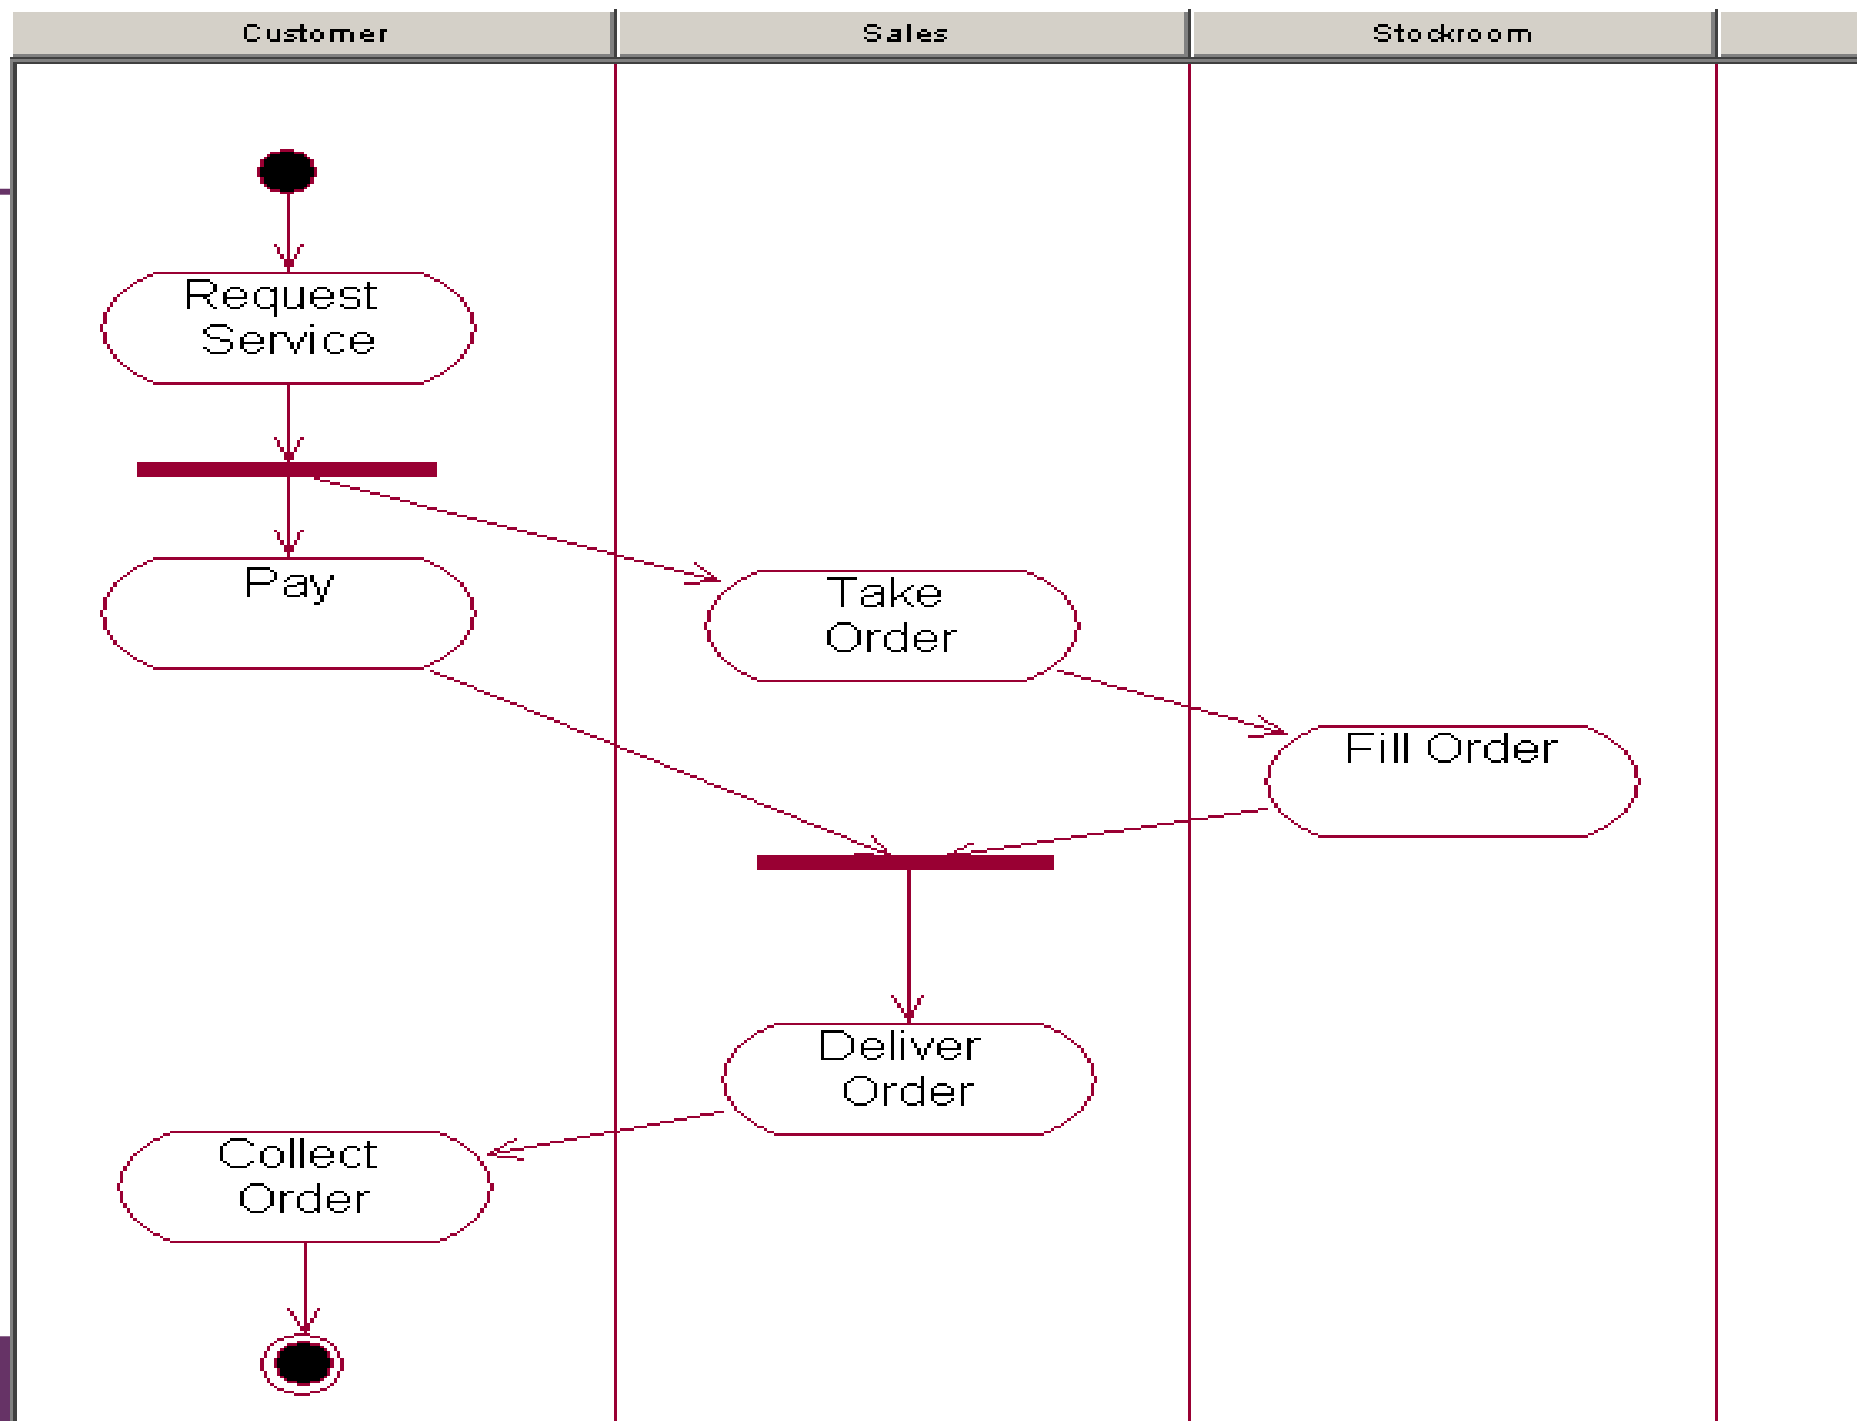 Customer
Sales
Stockroom
Request
Service
Pay
Take
Order
Fill Order
Deliver
Order
Collect
Order